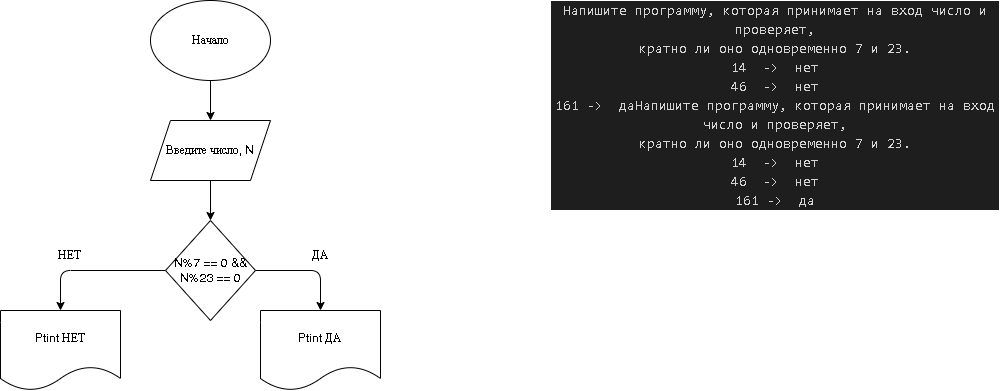 Начало
Введите число, N
N%7 == 0 &&
N%23 == 0
НЕТ
ДА
Ptint НЕТ
Ptint ДА
Напишите программу, которая принимает на вход число и
проверяет,
кратно ли оно одновременно 7 и 23.
14 -> нет
46 -> нет
161 -> даНапишите программу, которая принимает на вход
число и проверяет,
кратно ли оно одновременно 7 и 23.
14 -> нет
46 -> нет
161 -> да